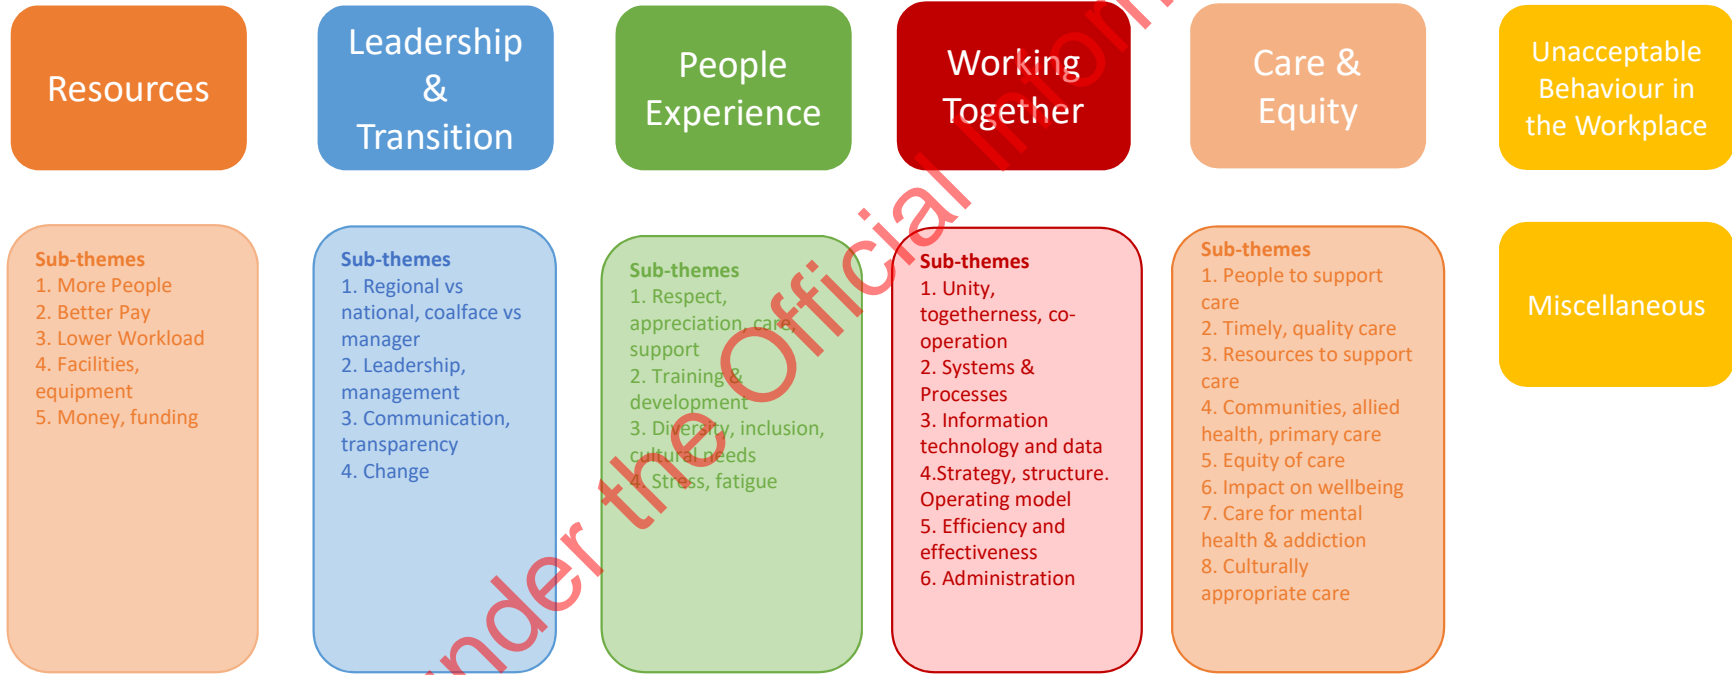 Resources
Leadership
&
Transition
People
Experience
Working
Together
Care &
Equity
Unacceptable
Behaviour in
the Workplace
Sub-themes
1. More People
2. Better Pay
3. Lower Workload
4. Facilities,
equipment
5. Money, funding
Sub-themes
1. Regional vs
national, coalface vs
manager
2. Leadership,
management
3. Communication,
transparency
4. Change
Sub-themes
1. Respect,
appreciation, care,
support
2. Training &
development
3. Diversity, inclusion,
cultural needs
4. Stress, fatigue
Sub-themes
1. Unity,
togetherness, co-
operation
2. Systems &
Processes
3. Information
technology and data
4.Strategy, structure.
Operating model
5. Efficiency and
effectiveness
6. Administration
Sub-themes
1. People to support
care
2. Timely, quality care
3. Resources to support
care
4. Communities, allied
health, primary care
5. Equity of care
6. Impact on wellbeing
7. Care for mental
health & addiction
8. Culturally
appropriate care
Miscellaneous
under the Official